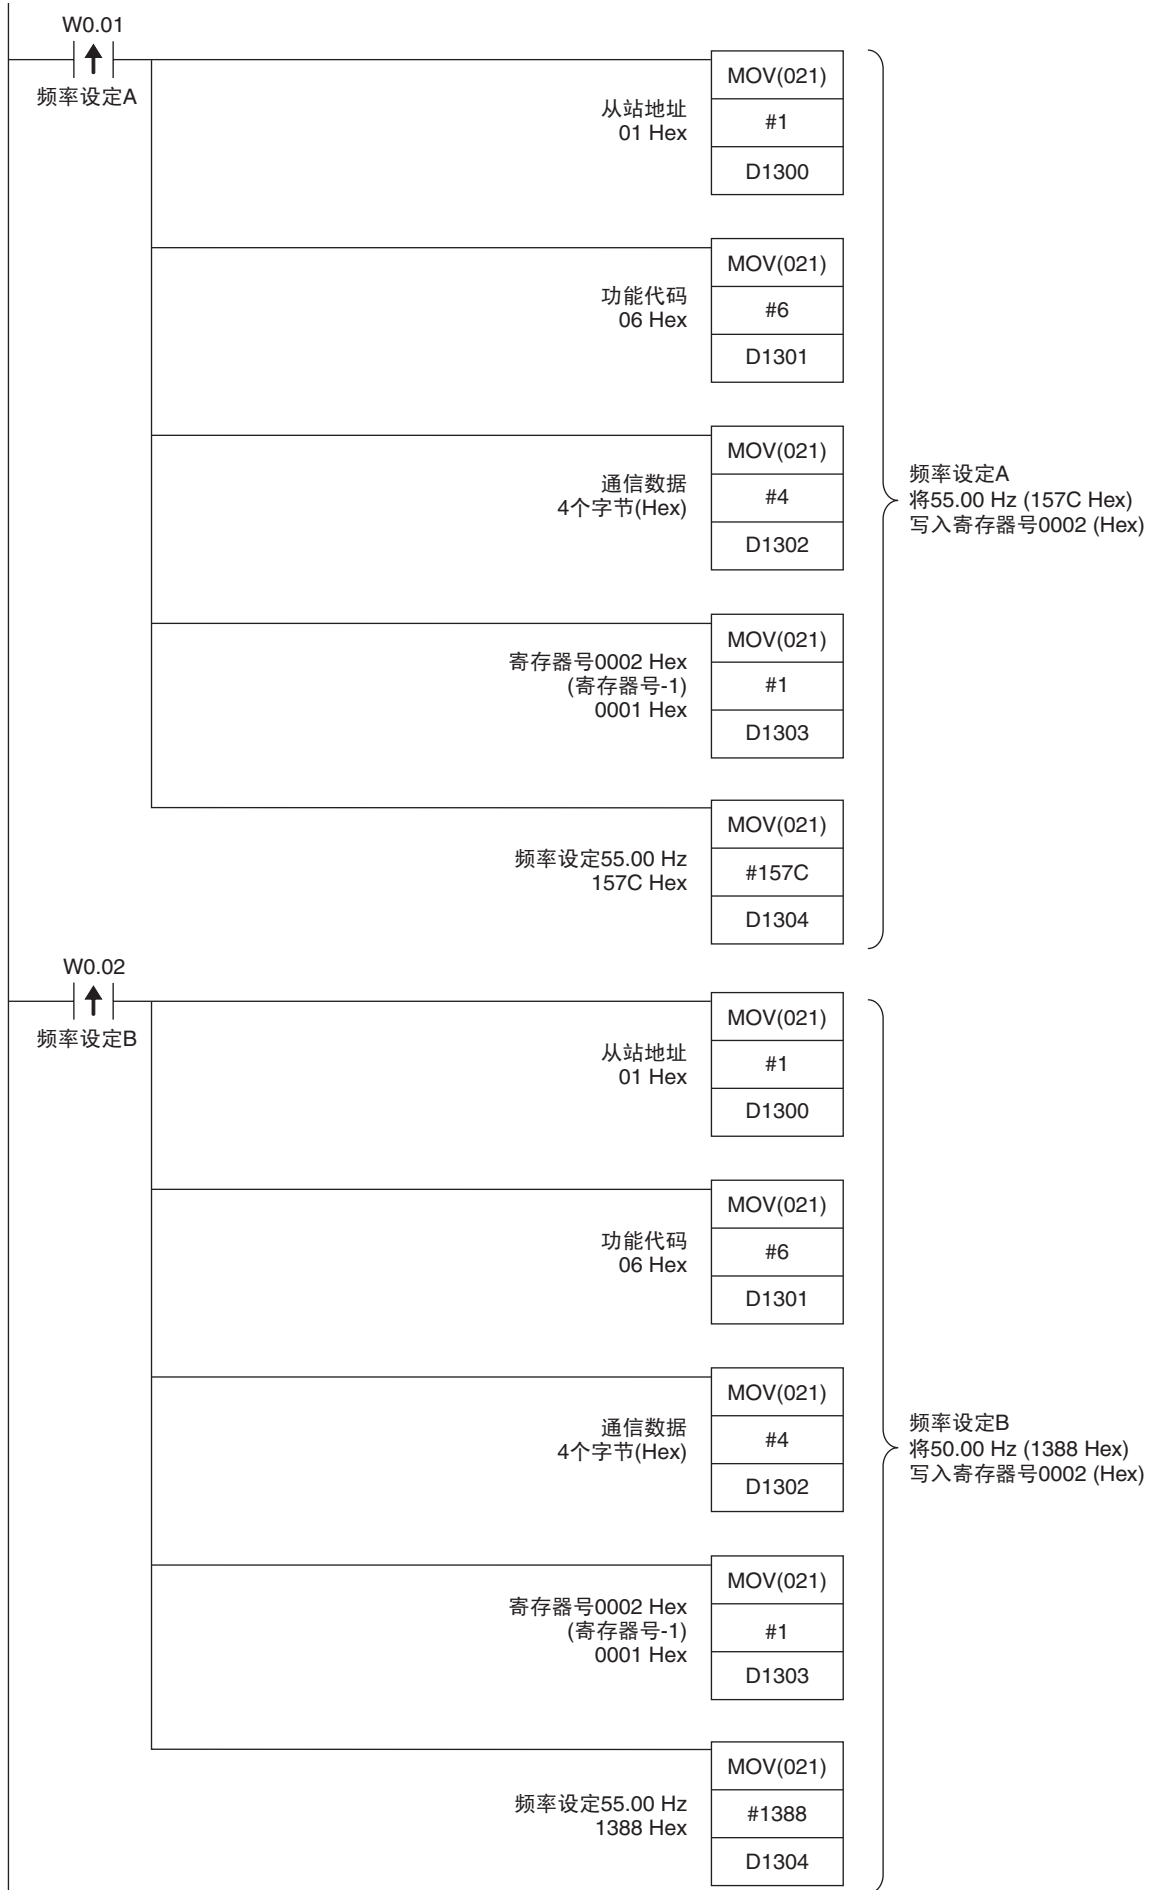 W0.01
频率设定A
从站地址
01 Hex
MOV(021)
#1
D1300
功能代码
06 Hex
MOV(021)
#6
D1301
通信数据
4个字节(Hex)
MOV(021)
#4
D1302
频率设定A
将55.00 Hz (157C Hex)
写入寄存器号0002 (Hex)
寄存器号0002 Hex
(寄存器号-1)
0001 Hex
MOV(021)
#1
D1303
频率设定55.00 Hz
157C Hex
MOV(021)
#157C
D1304
W0.02
频率设定B
从站地址
01 Hex
MOV(021)
#1
D1300
功能代码
06 Hex
MOV(021)
#6
D1301
通信数据
4个字节(Hex)
MOV(021)
#4
D1302
频率设定B
将50.00 Hz (1388 Hex)
写入寄存器号0002 (Hex)
寄存器号0002 Hex
(寄存器号-1)
0001 Hex
MOV(021)
#1
D1303
频率设定55.00 Hz
1388 Hex
MOV(021)
#1388
D1304